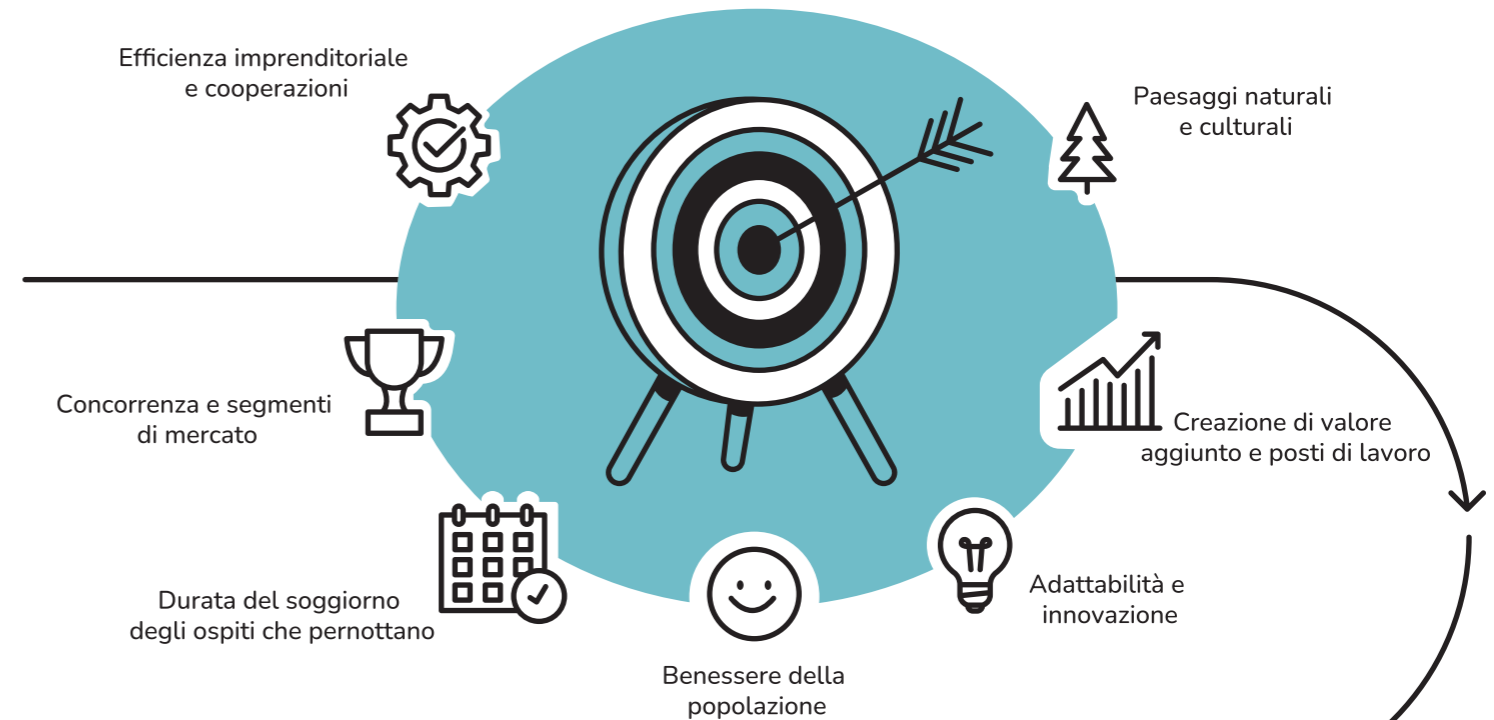 Efficienza imprenditoriale
e cooperazioni
Paesaggi naturali
e culturali
Concorrenza e segmenti
di mercato
Creazione di valore
aggiunto e posti di lavoro
Durata del soggiorno
degli ospiti che pernottano
Adattabilità e
innovazione
Benessere della
popolazione